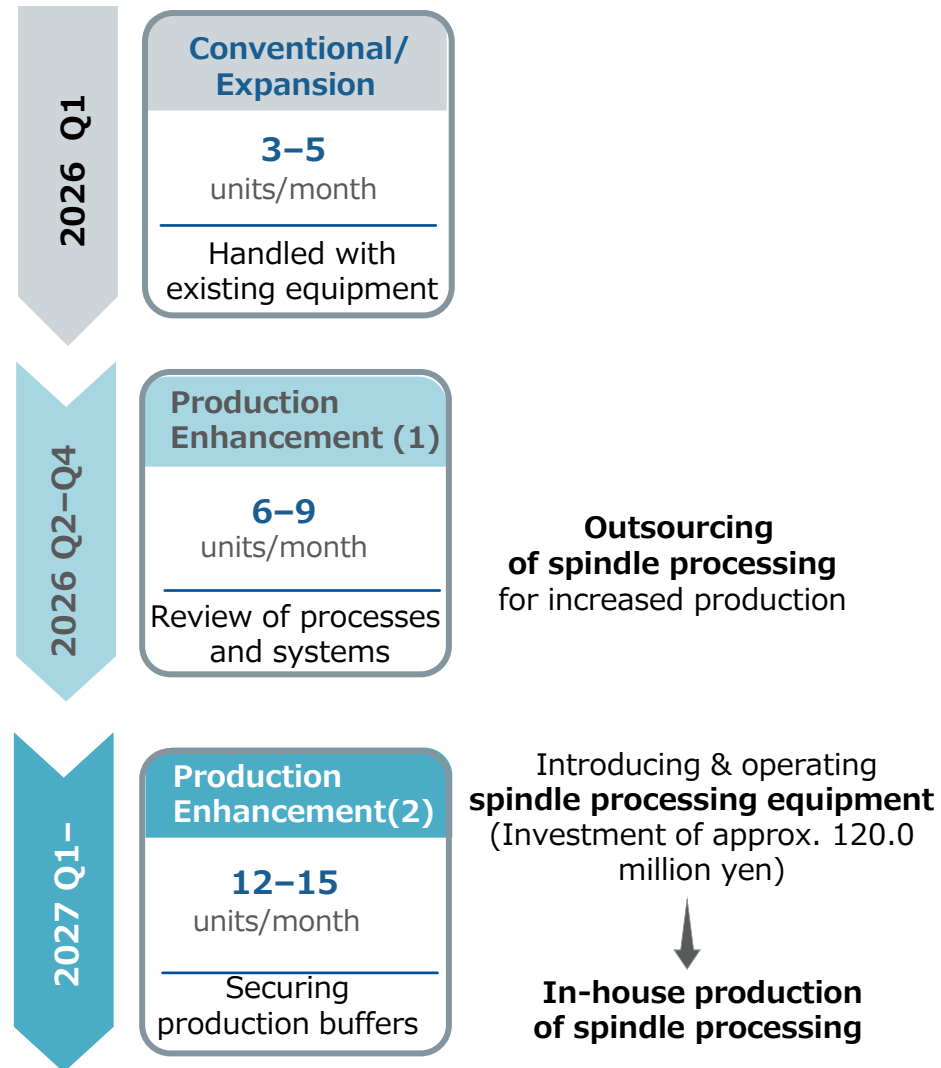 2026 Q1
Conventional/
Expansion
3–5
units/month
Handled with
existing equipment
2026 Q2–Q4
Production
Enhancement (1)
6–9
units/month
Review of processes
and systems
Outsourcing
of spindle processing
for increased production
2027 Q1–
Production
Enhancement(2)
12–15
units/month
Securing
production buffers
Introducing & operating
spindle processing equipment
(Investment of approx. 120.0
million yen)
In-house production
of spindle processing